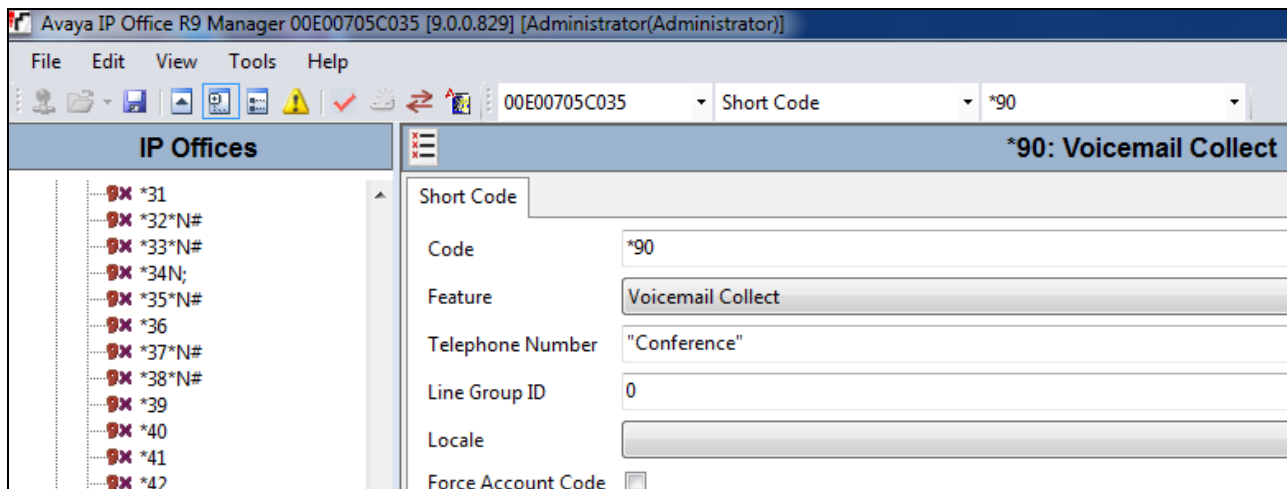 Avaya IP Office R9 Manager 00E00705C035 [9.0.0.829] [Administrator(Administrator)]
File Edit View Tools Help
00E00705C035 Short Code *90
IP Offices
*90: Voicemail Collect
*31
*32*N#
*33*N#
*34N;
*35*N#
*36
*37*N#
*38*N#
*39
*40
*41
*42
Short Code
Code *90
Feature Voicemail Collect
Telephone Number "Conference"
Line Group ID 0
Locale
Force Account Code